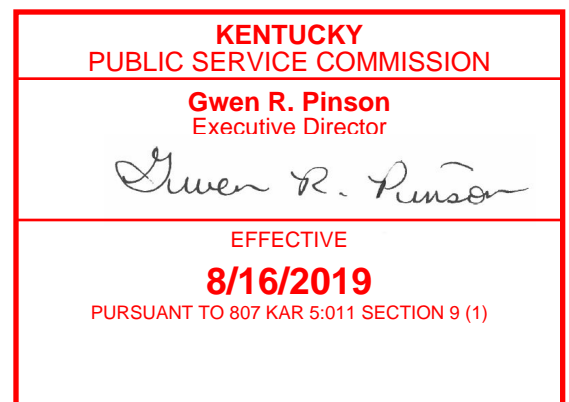 KENTUCKY
PUBLIC SERVICE COMMISSION
Gwen R. Pinson
Executive Director
Gwen R. Pinson
EFFECTIVE
8/16/2019
PURSUANT TO 807 KAR 5:011 SECTION 9 (1)